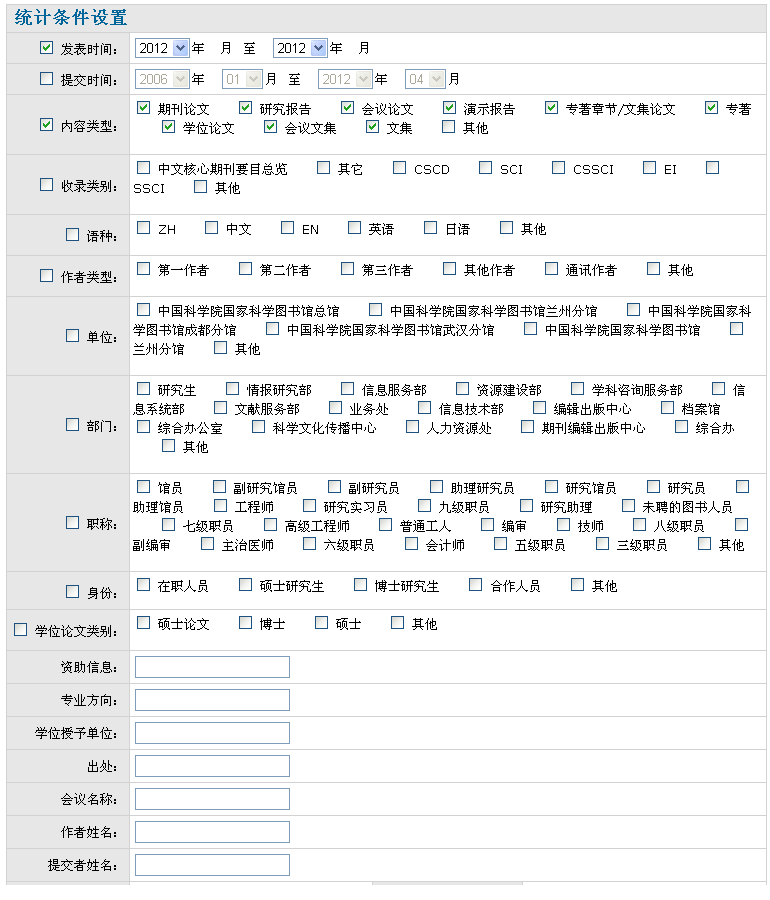 统计条件设置
发表时间: 2012 年 月 至 2012 年 月
提交时间: 2006 年 01 月 至 2012 年 04 月
内容类型: 期刊论文 研究报告 会议论文 演示报告 专著章节/文集论文 专著
学位论文 会议文集 文集 其他
收录类别: 中文核心期刊要目总览 其它 CSCD SCI CSSCI EI
SSCI 其他
语种: ZH 中文 EN 英语 日语 其他
作者类型: 第一作者 第二作者 第三作者 其他作者 通讯作者 其他
单位: 中国科学院国家科学图书馆总馆 中国科学院国家科学图书馆兰州分馆 中国科学院国家科
学图书馆成都分馆 中国科学院国家科学图书馆武汉分馆 中国科学院国家科学图书馆
兰州分馆 其他
部门: 研究生 情报研究部 信息服务部 资源建设部 学科咨询服务部 信
息系统部 文献服务部 业务处 信息技术部 编辑出版中心 档案馆
综合办公室 科学文化传播中心 人力资源处 期刊编辑出版中心 综合办
其他
职称: 馆员 副研究馆员 副研究员 助理研究员 研究馆员 研究员
助理馆员 工程师 研究实习员 九级职员 研究助理 未聘的图书人员
七级职员 高级工程师 普通工人 编审 技师 八级职员
副编审 主治医师 六级职员 会计师 五级职员 三级职员 其他
身份: 在职人员 硕士研究生 博士研究生 合作人员 其他
学位论文类别: 硕士论文 博士 硕士 其他
资助信息:
专业方向:
学位授予单位:
出处:
会议名称:
作者姓名:
提交者姓名: